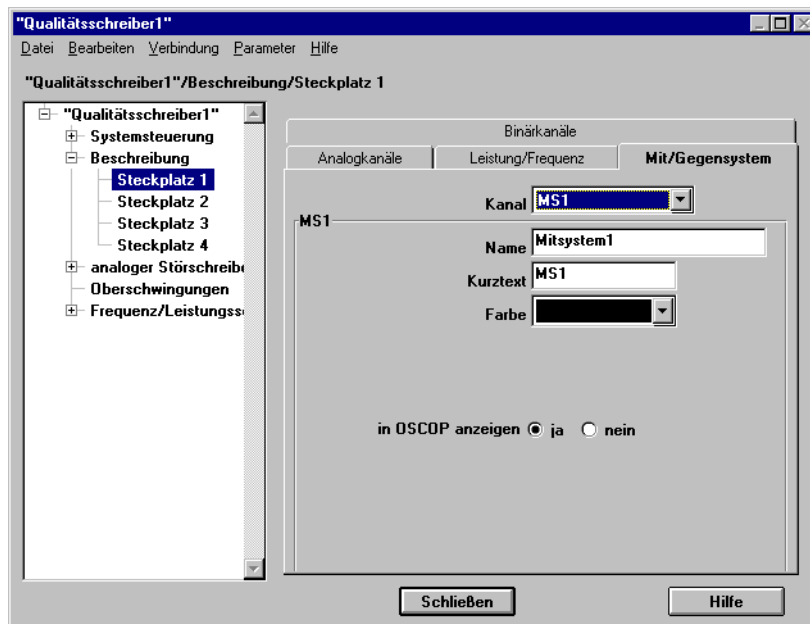 "Qualitätsschreiber1"
Datei Bearbeiten Verbindung Parameter Hilfe
"Qualitätsschreiber1"/Beschreibung/Steckplatz 1
"Qualitätsschreiber1"
Systemsteuerung
Beschreibung
Steckplatz 1
Steckplatz 2
Steckplatz 3
Steckplatz 4
analoger Störschreibe
Oberschwingungen
Frequenz/Leistungss
Binärkanäle
Analogkanäle Leistung/Frequenz Mit/Gegensystem
Kanal MS1
MS1
Name Mitsystem1
Kurztext MS1
Farbe
in OSCOP anzeigen ja nein
Schließen Hilfe